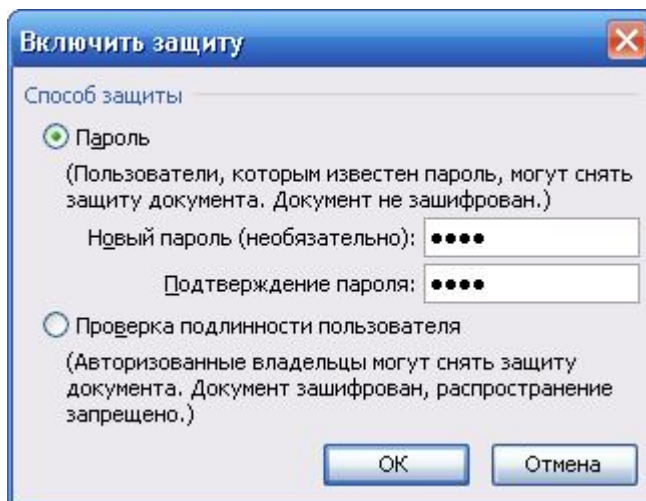 Включить защиту
Способ защиты
Пароль
(Пользователи, которым известен пароль, могут снять
защиту документа. Документ не зашифрован.)
Новый пароль (необязательно): ●●●●
Подтверждение пароля: ●●●●
Проверка подлинности пользователя
(Авторизованные владельцы могут снять защиту
документа. Документ зашифрован, распространение
запрещено.)
ОК Отмена